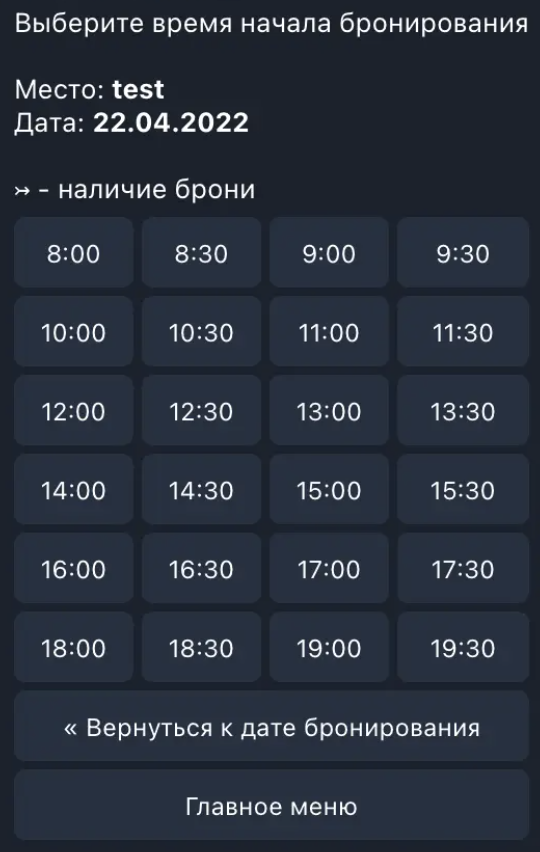 Выберите время начала бронирования
Место: test
Дата: 22.04.2022
↣ - наличие брони
8:00 8:30 9:00 9:30
10:00 10:30 11:00 11:30
12:00 12:30 13:00 13:30
14:00 14:30 15:00 15:30
16:00 16:30 17:00 17:30
18:00 18:30 19:00 19:30
« Вернуться к дате бронирования
Главное меню